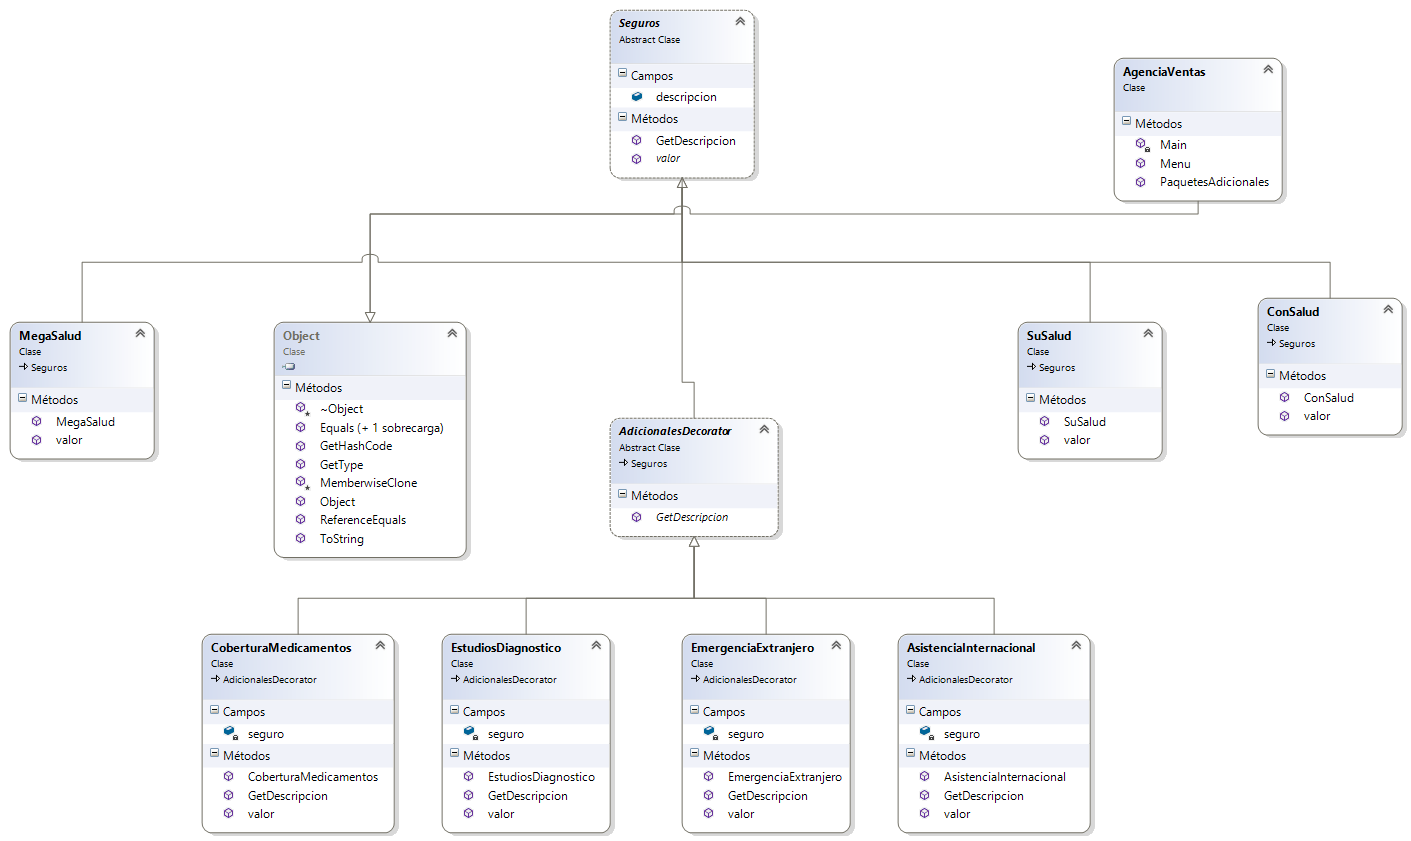 Seguros
Abstract Clase
Campos
descripcion
Métodos
GetDescripcion
valor
AgenciaVentas
Clase
Métodos
Main
Menu
PaquetesAdicionales
MegaSalud
Clase
Seguros
Métodos
MegaSalud
valor
Object
Clase
Métodos
~Object
Equals (+ 1 sobrecarga)
GetHashCode
GetType
MemberwiseClone
Object
ReferenceEquals
ToString
AdicionalesDecorator
Abstract Clase
Seguros
Métodos
GetDescripcion
SuSalud
Clase
Seguros
Métodos
SuSalud
valor
ConSalud
Clase
Seguros
Métodos
ConSalud
valor
CoberturaMedicamentos
Clase
AdicionalesDecorator
Campos
seguro
Métodos
CoberturaMedicamentos
GetDescripcion
valor
EstudiosDiagnostico
Clase
AdicionalesDecorator
Campos
seguro
Métodos
EstudiosDiagnostico
GetDescripcion
valor
EmergenciaExtranjero
Clase
AdicionalesDecorator
Campos
seguro
Métodos
EmergenciaExtranjero
GetDescripcion
valor
AsistenciaInternacional
Clase
AdicionalesDecorator
Campos
seguro
Métodos
AsistenciaInternacional
GetDescripcion
valor